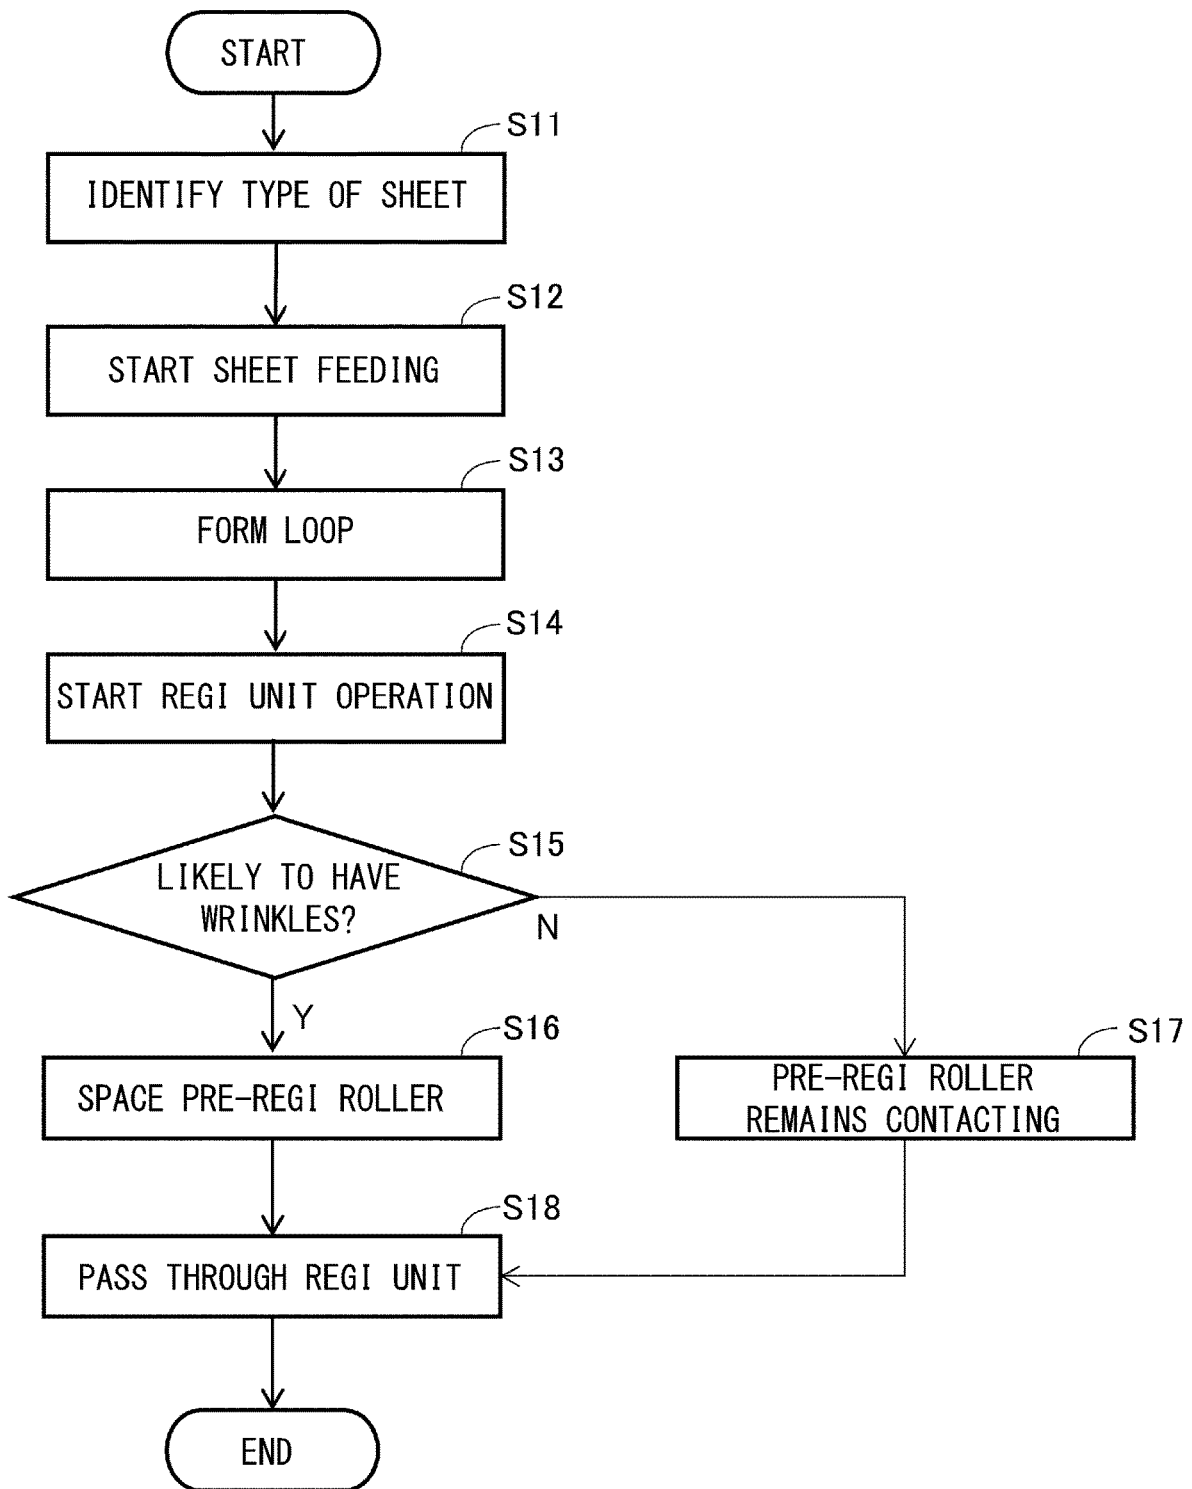 START
S11
IDENTIFY TYPE OF SHEET
S12
START SHEET FEEDING
S13
FORM LOOP
S14
START REGI UNIT OPERATION
S15
LIKELY TO HAVE
WRINKLES?
N
Y
S16
SPACE PRE-REGI ROLLER
S17
PRE-REGI ROLLER
REMAINS CONTACTING
S18
PASS THROUGH REGI UNIT
END